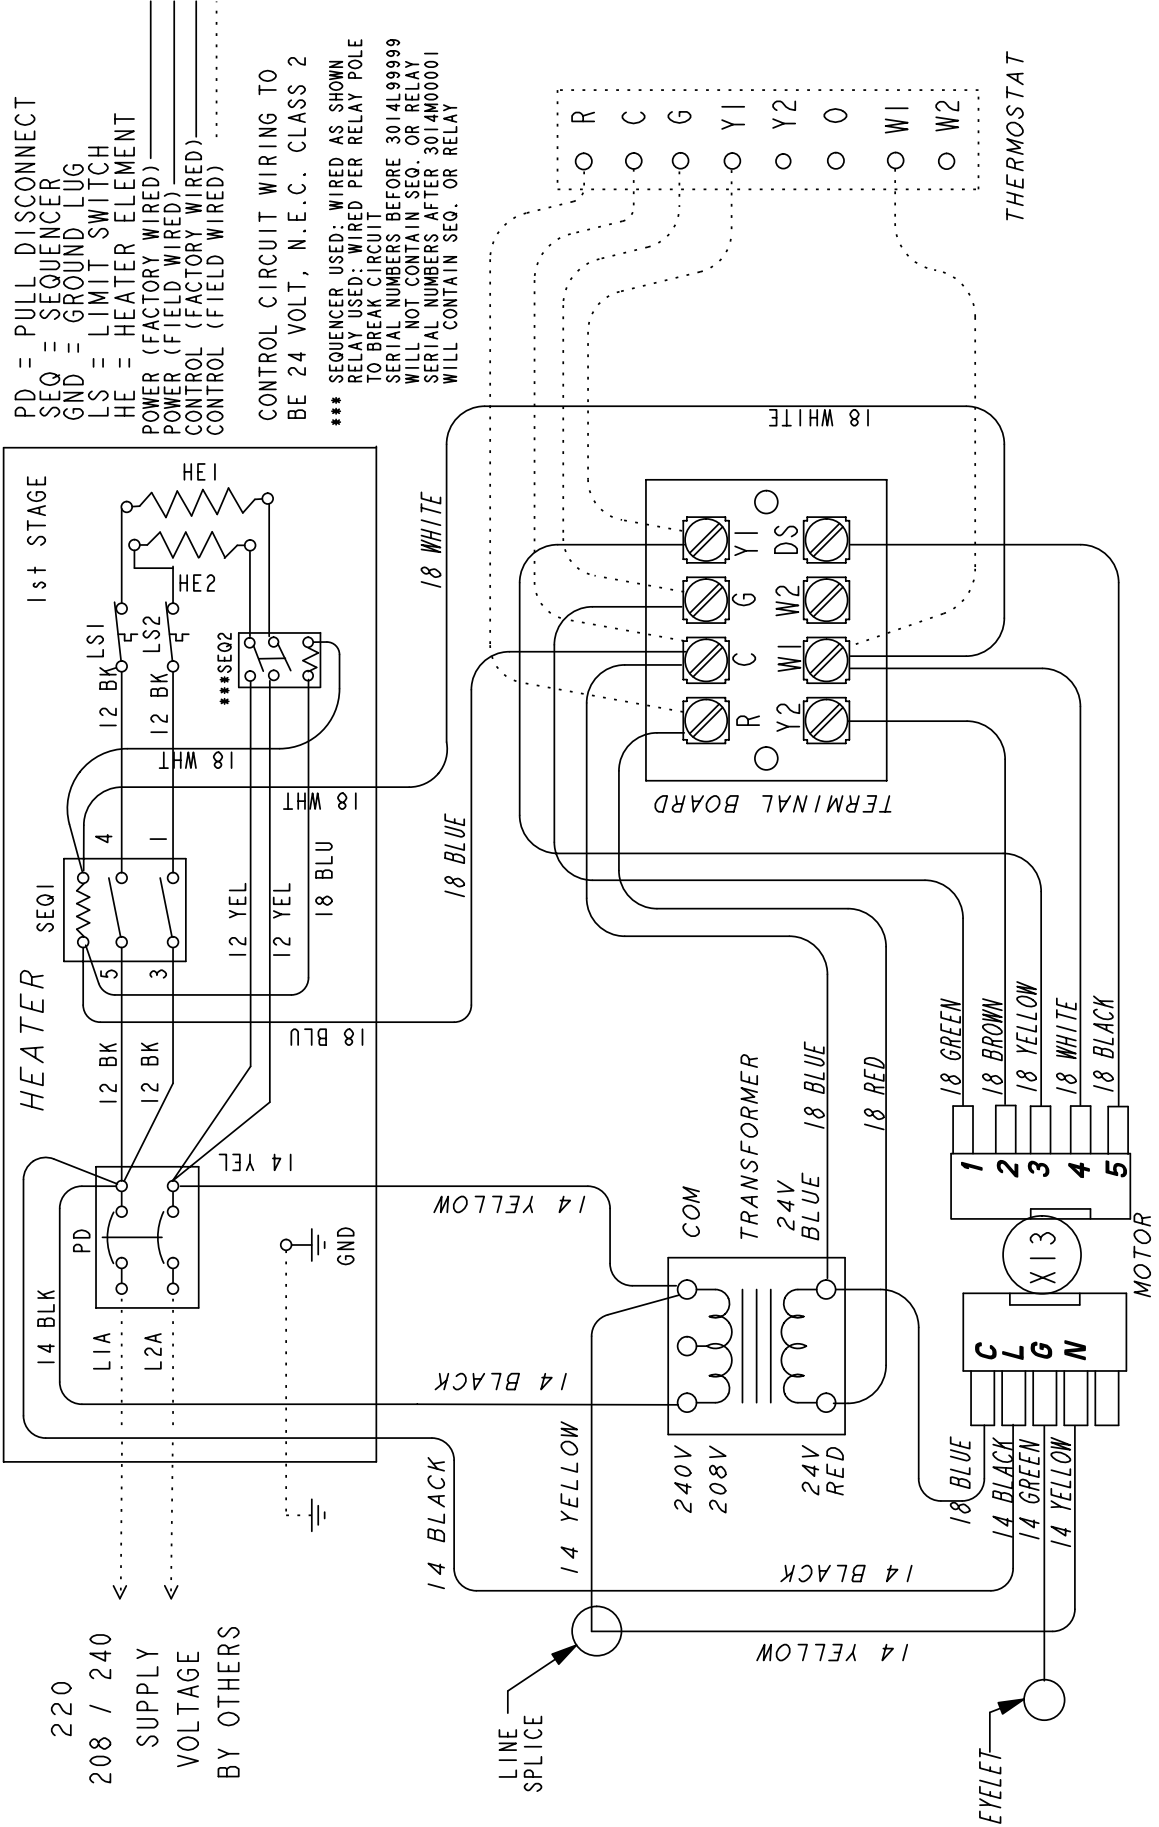 PD = PULL DISCONNECT
SEQ = SEQUENCER
GND = GROUND LUG
LS = LIMIT SWITCH
HE = HEATER ELEMENT
POWER (FACTORY WIRED)
POWER (FIELD WIRED)
CONTROL (FACTORY WIRED)
CONTROL (FIELD WIRED)
CONTROL CIRCUIT WIRING TO
BE 24 VOLT, N.E.C. CLASS 2
*** SEQUENCER USED: WIRED AS SHOWN
RELAY USED: WIRED PER RELAY POLE
TO BREAK CIRCUIT
SERIAL NUMBERS BEFORE 3014L99999
WILL NOT CONTAIN SEQ. OR RELAY
SERIAL NUMBERS AFTER 3014M00001
WILL CONTAIN SEQ. OR RELAY
HEATER
1st STAGE
HE1
HE2
LS1
LS2
12 BK
12 BK
***SEQ2
18 WHT
18 WHT
SEQ1
4
1
5
3
12 YEL
12 YEL
18 BLU
18 BLU
12 BK
12 BK
14 YEL
PD
GND
14 BLK
L1A
L2A
220
208 / 240
SUPPLY
VOLTAGE
BY OTHERS
18 WHITE
18 WHITE
18 BLUE
THERMOSTAT
R
C
G
Y1
Y2
O
W1
W2
TERMINAL BOARD
R
C
G
Y1
Y2
W1
W2
DS
14 YELLOW
14 BLACK
14 BLACK
14 YELLOW
COM
TRANSFORMER
24V
BLUE
240V
208V
24V
RED
18 BLUE
18 RED
18 GREEN
18 BROWN
18 YELLOW
18 WHITE
18 BLACK
1
2
3
4
5
X13
MOTOR
C
L
G
N
18 BLUE
14 BLACK
14 GREEN
14 YELLOW
14 BLACK
14 YELLOW
LINE
SPLICE
EYELET